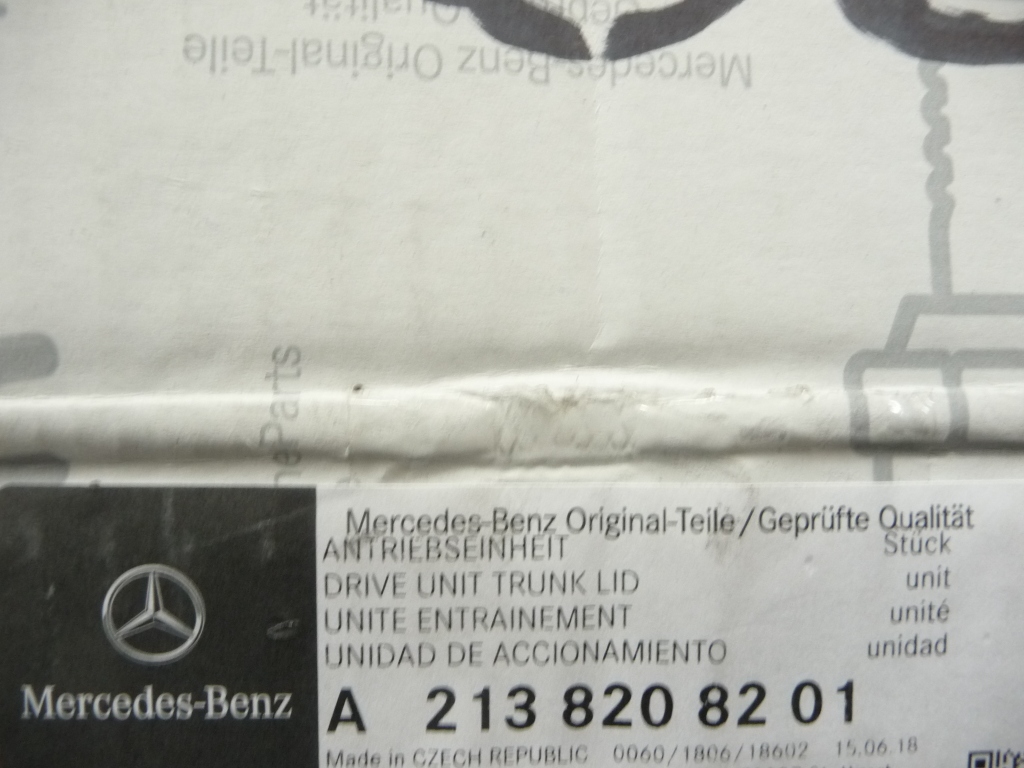 Qualität
Mercedes-Benz Original-Teile
neParts
Mercedes-Benz Original-Teile/Geprüfte Qualität
ANTRIEBSEINHEIT Stück
DRIVE UNIT TRUNK LID unit
UNITE ENTRAINEMENT unité
UNIDAD DE ACCIONAMIENTO unidad
Mercedes-Benz
A 213 820 82 01
Made in CZECH REPUBLIC 0060/1806/18602 15.06.18